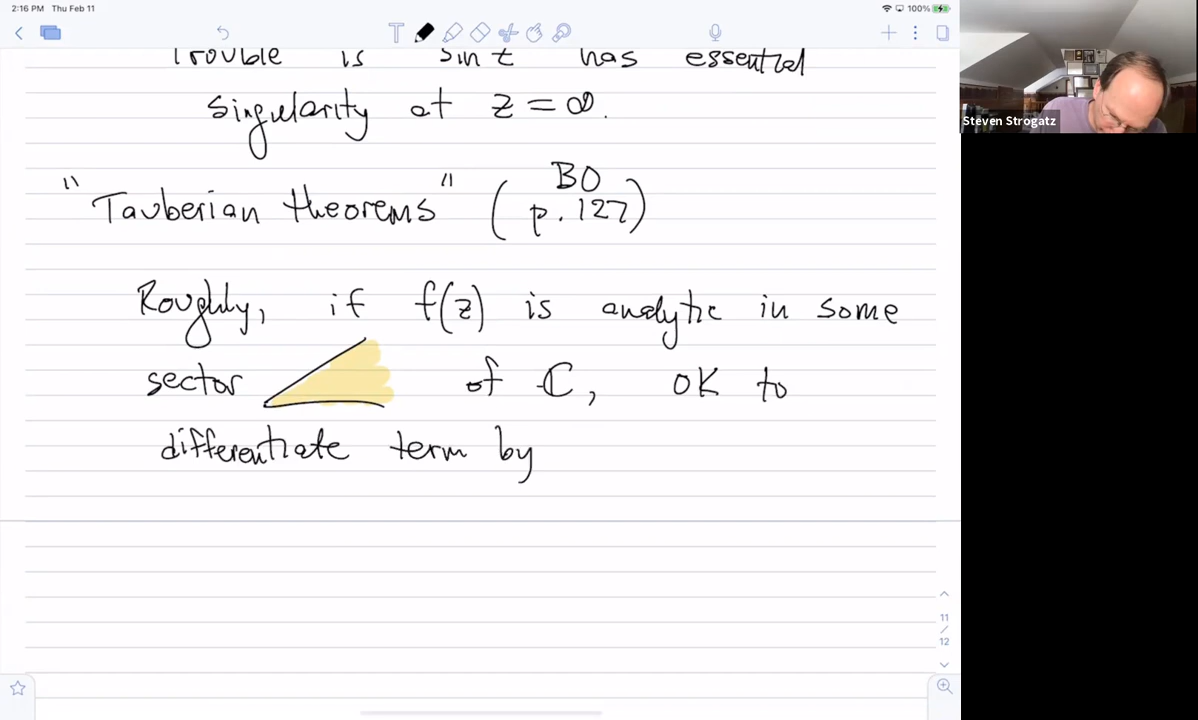 2:16 PM Thu Feb 11
100%
Trouble is sin z has essential
singularity at z = ∞.
"Tauberian theorems" (BO p. 127)
Roughly, if f(z) is analytic in some
sector of ℂ, OK to
differentiate term by
11
/
12
Steven Strogatz